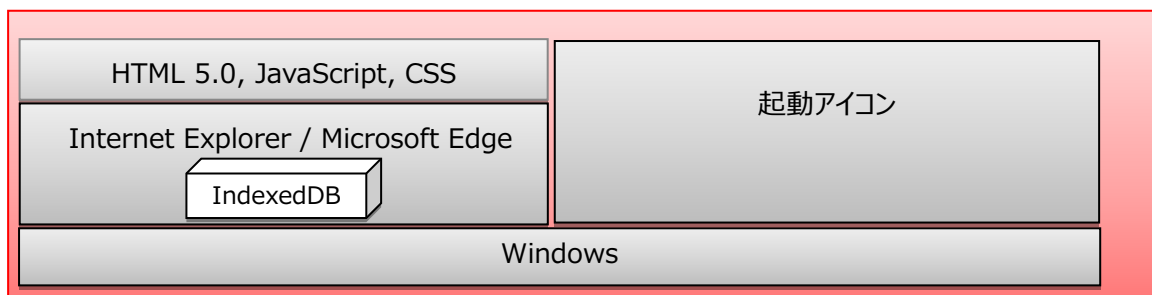 HTML 5.0, JavaScript, CSS
起動アイコン
Internet Explorer / Microsoft Edge
IndexedDB
Windows